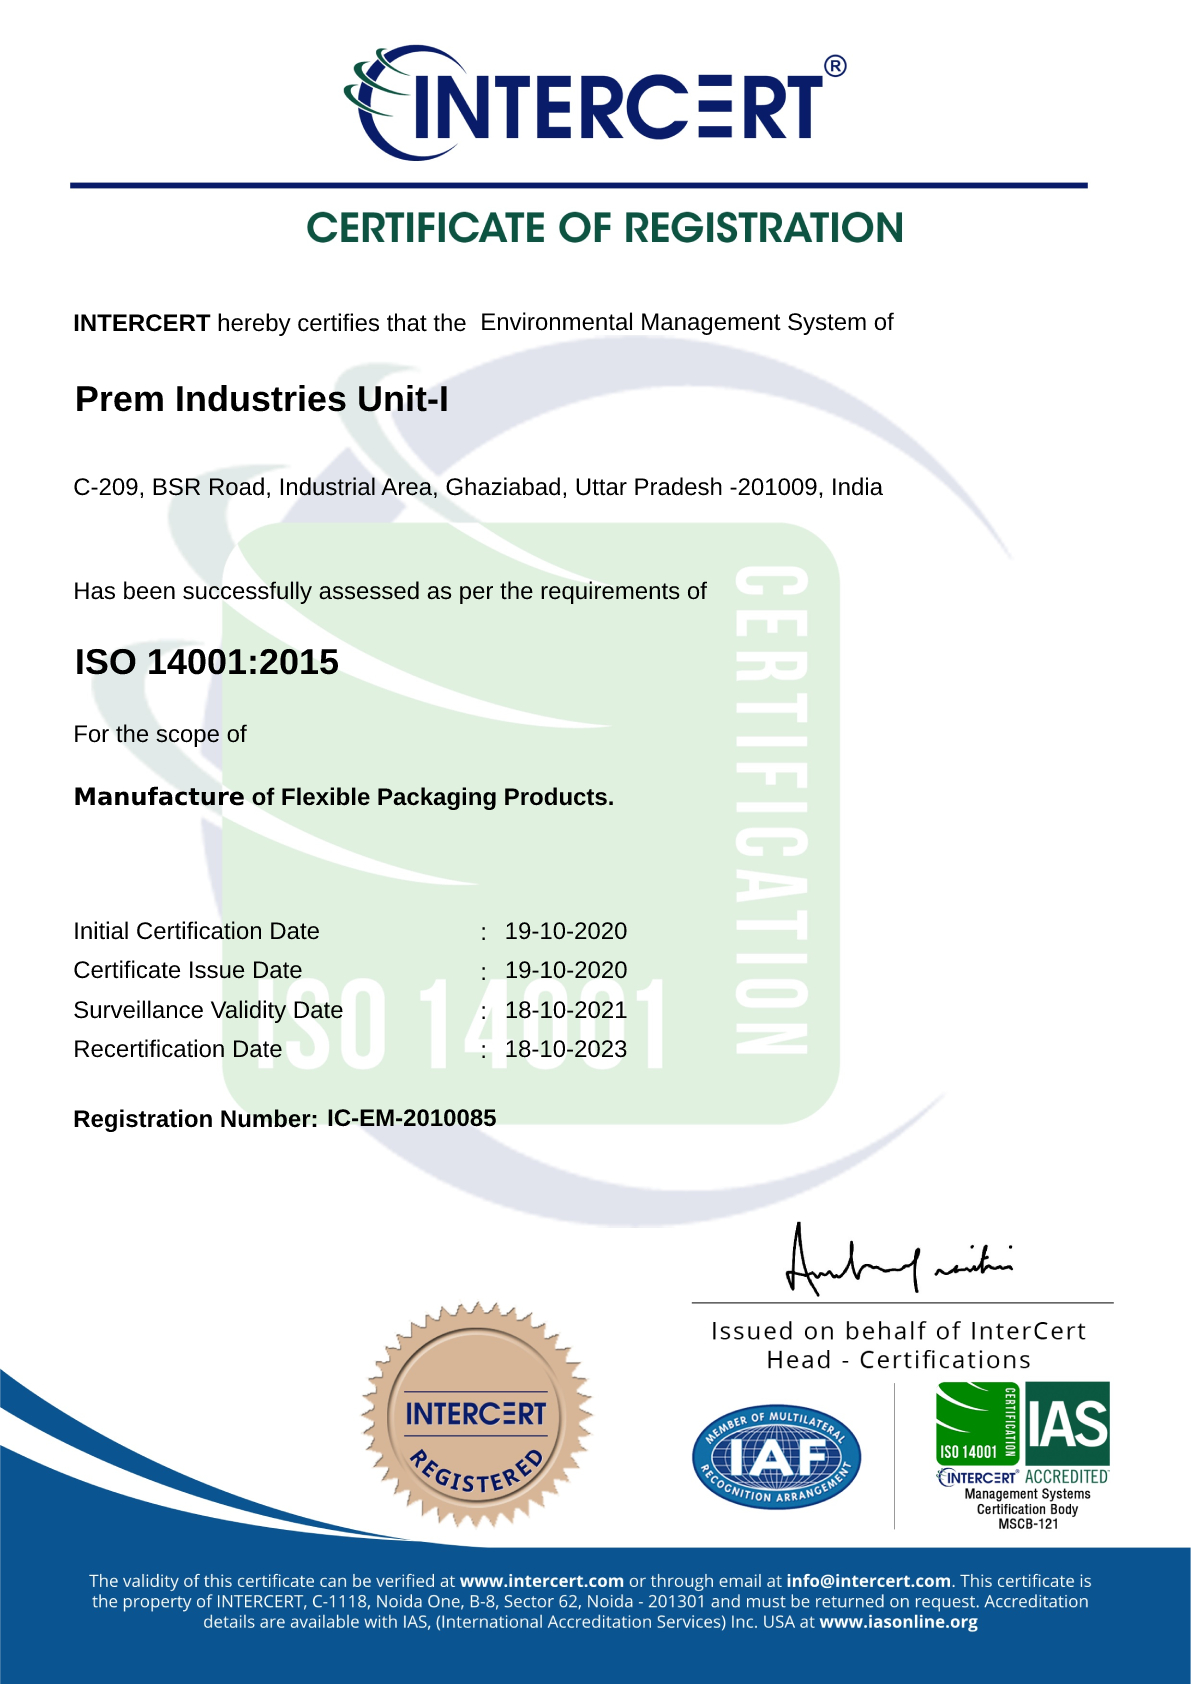 INTERCERT®
CERTIFICATE OF REGISTRATION
INTERCERT hereby certifies that the Environmental Management System of
Prem Industries Unit-I
C-209, BSR Road, Industrial Area, Ghaziabad, Uttar Pradesh -201009, India
Has been successfully assessed as per the requirements of
ISO 14001:2015
For the scope of
Manufacture of Flexible Packaging Products.
CERTIFICATION
ISO 14001
Initial Certification Date : 19-10-2020
Certificate Issue Date : 19-10-2020
Surveillance Validity Date : 18-10-2021
Recertification Date : 18-10-2023
Registration Number: IC-EM-2010085
Issued on behalf of InterCert
Head - Certifications
INTERCERT
REGISTERED
MEMBER OF MULTILATERAL
IAF
RECOGNITION ARRANGEMENT
CERTIFICATION
ISO 14001
INTERCERT®
IAS
ACCREDITED
Management Systems
Certification Body
MSCB-121
The validity of this certificate can be verified at www.intercert.com or through email at info@intercert.com. This certificate is
the property of INTERCERT, C-1118, Noida One, B-8, Sector 62, Noida - 201301 and must be returned on request. Accreditation
details are available with IAS, (International Accreditation Services) Inc. USA at www.iasonline.org